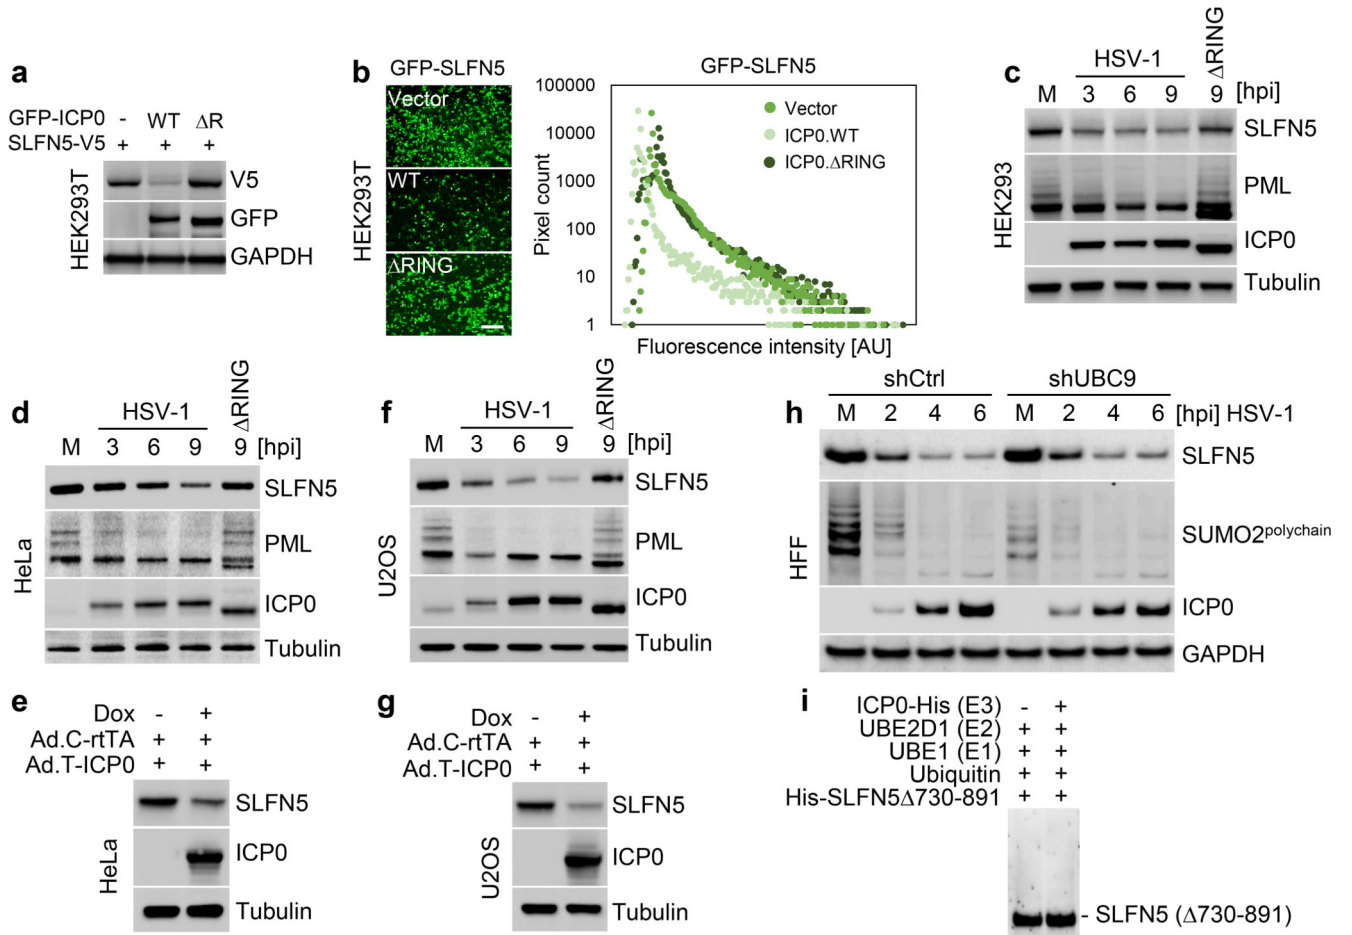 a
GFP-ICP0 - WT ΔR
SLFN5-V5 + + +
HEK293T
V5
GFP
GAPDH
b
GFP-SLFN5
HEK293T
Vector
WT
ΔRING
GFP-SLFN5
Pixel count
100000
10000
1000
100
10
1
Vector
ICP0.WT
ICP0.ΔRING
Fluorescence intensity [AU]
c
HSV-1
ΔRING
M 3 6 9 9 [hpi]
HEK293
SLFN5
PML
ICP0
Tubulin
d
HSV-1
ΔRING
M 3 6 9 9 [hpi]
HeLa
SLFN5
PML
ICP0
Tubulin
f
HSV-1
ΔRING
M 3 6 9 9 [hpi]
U2OS
SLFN5
PML
ICP0
Tubulin
h
shCtrl shUBC9
M 2 4 6 M 2 4 6 [hpi] HSV-1
HFF
SLFN5
SUMO2polychain
ICP0
GAPDH
e
Dox - +
Ad.C-rtTA + +
Ad.T-ICP0 + +
HeLa
SLFN5
ICP0
Tubulin
g
Dox - +
Ad.C-rtTA + +
Ad.T-ICP0 + +
U2OS
SLFN5
ICP0
Tubulin
i
ICP0-His (E3) - +
UBE2D1 (E2) + +
UBE1 (E1) + +
Ubiquitin + +
His-SLFN5Δ730-891 + +
- SLFN5 (Δ730-891)